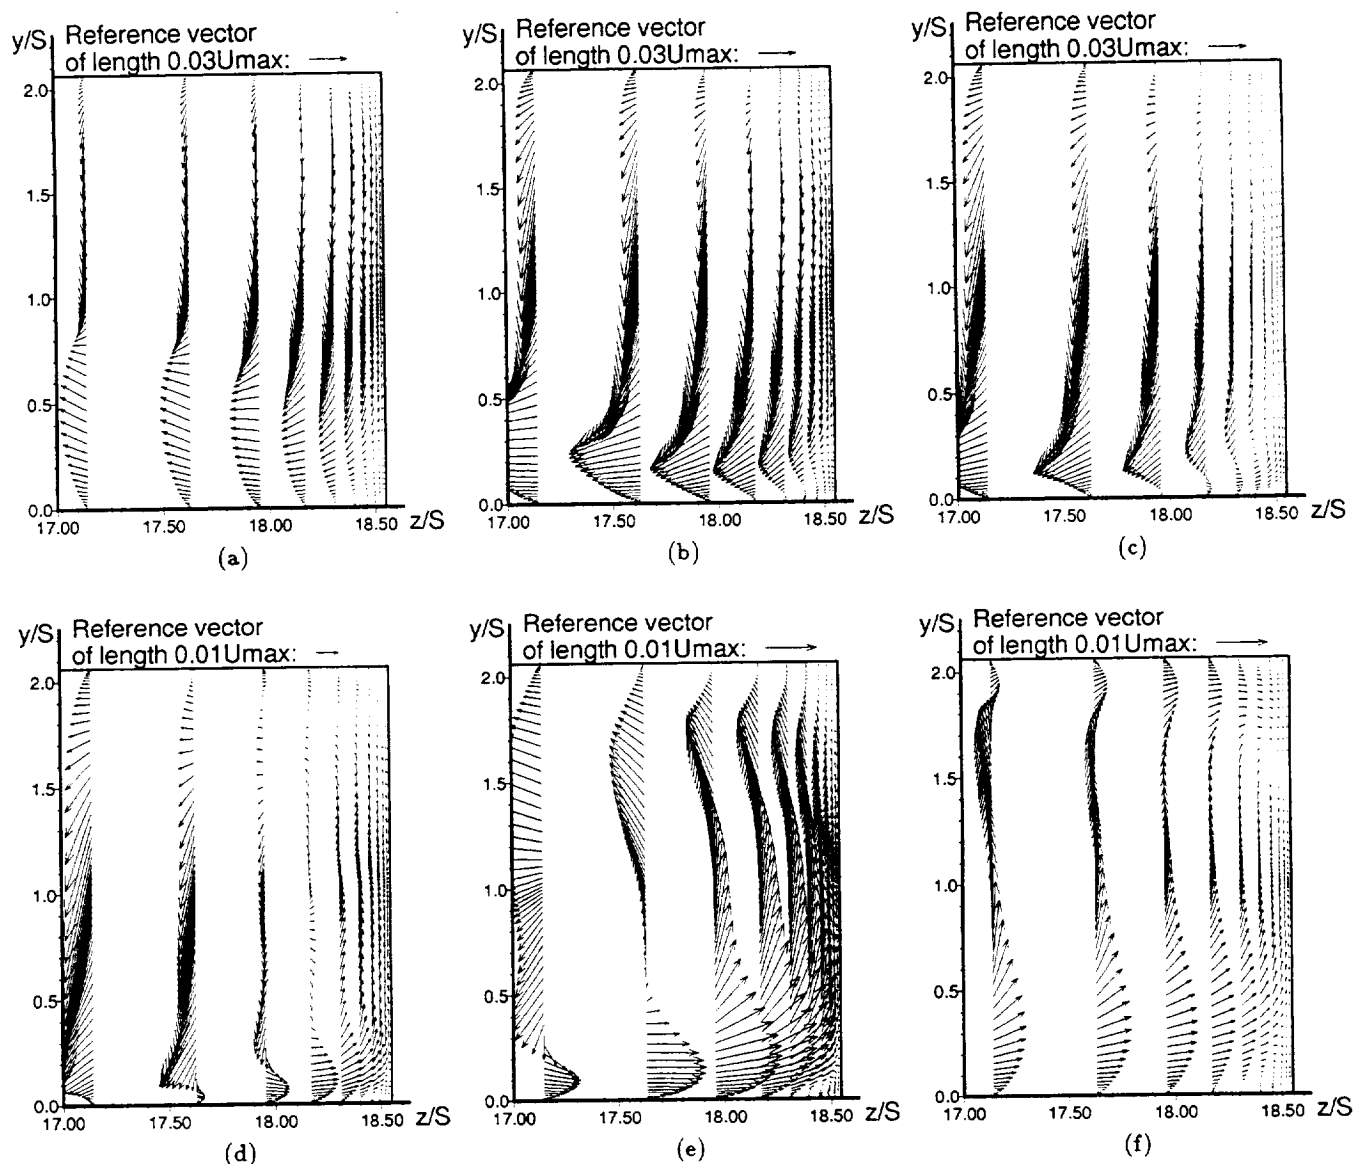 y/S Reference vector
of length 0.03Umax:
2.0
1.5
1.0
0.5
0.0
17.00 17.50 18.00 18.50 z/S
(a)
y/S Reference vector
of length 0.03Umax:
2.0
1.5
1.0
0.5
0.0
17.00 17.50 18.00 18.50 z/S
(b)
y/S Reference vector
of length 0.03Umax:
2.0
1.5
1.0
0.5
0.0
17.00 17.50 18.00 18.50 z/S
(c)
y/S Reference vector
of length 0.01Umax:
2.0
1.5
1.0
0.5
0.0
17.00 17.50 18.00 18.50 z/S
(d)
y/S Reference vector
of length 0.01Umax:
2.0
1.5
1.0
0.5
0.0
17.00 17.50 18.00 18.50 z/S
(e)
y/S Reference vector
of length 0.01Umax:
2.0
1.5
1.0
0.5
0.0
17.00 17.50 18.00 18.50 z/S
(f)